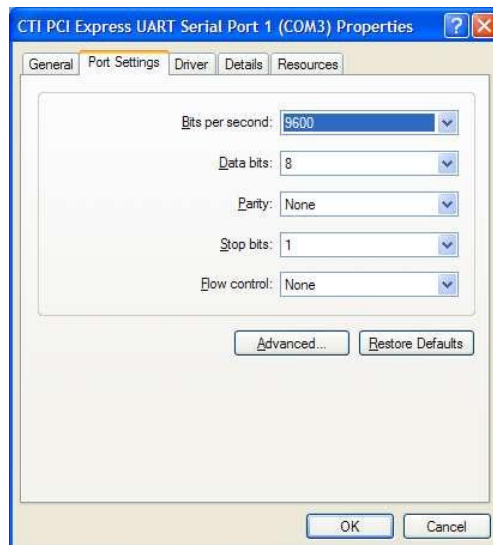 CTI PCI Express UART Serial Port 1 (COM3) Properties
General Port Settings Driver Details Resources
Bits per second: 9600
Data bits: 8
Parity: None
Stop bits: 1
Flow control: None
Advanced... Restore Defaults
OK Cancel